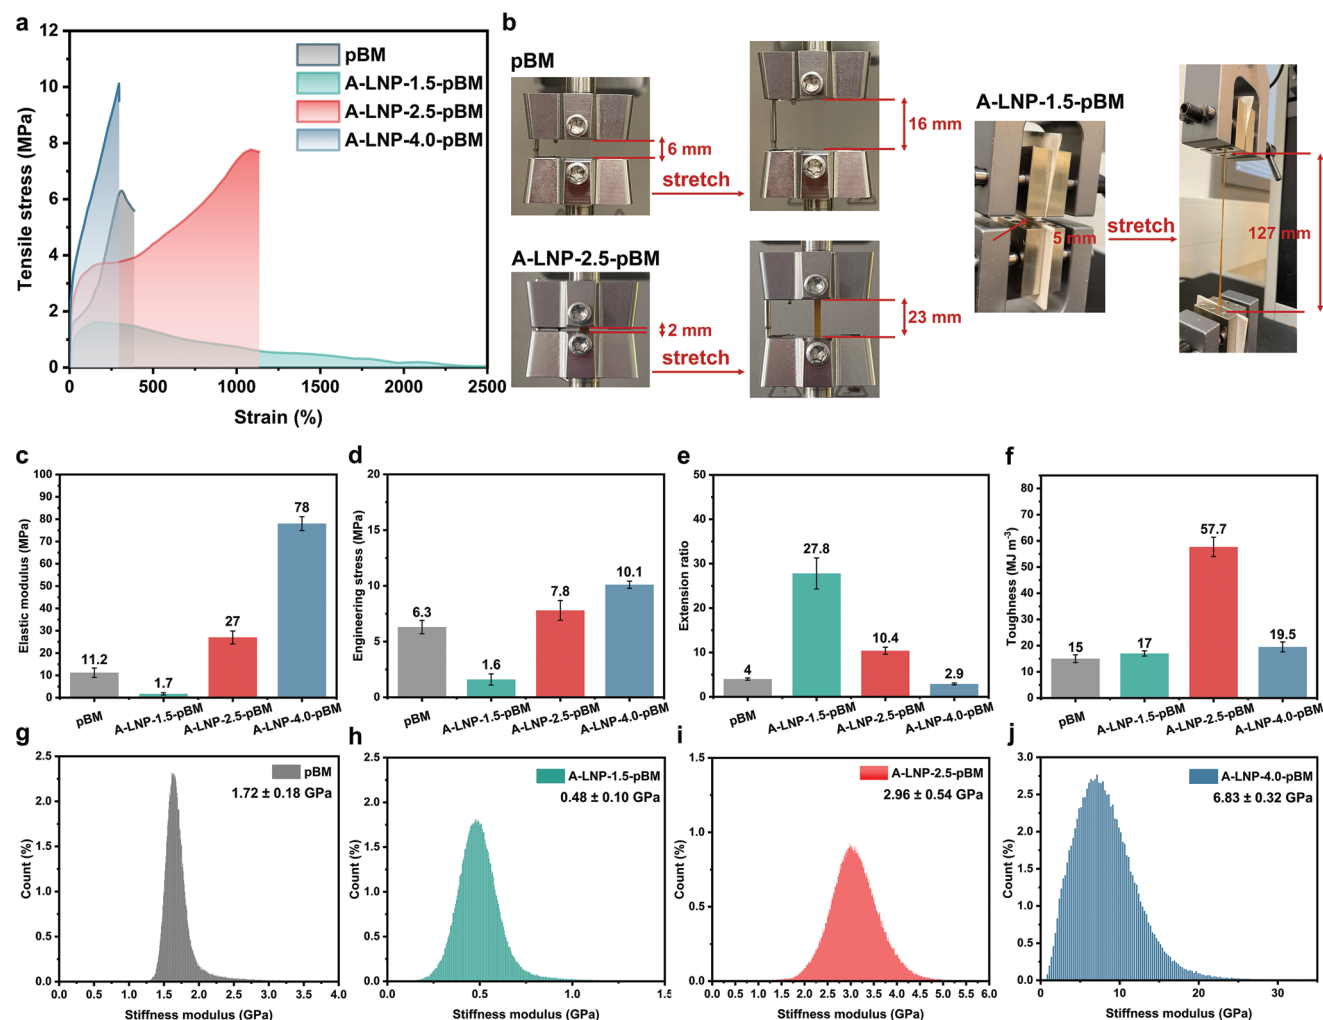 a
12
10
8
6
4
2
0
Tensile stress (MPa)
pBM
A-LNP-1.5-pBM
A-LNP-2.5-pBM
A-LNP-4.0-pBM
0 500 1000 1500 2000 2500
Strain (%)
b
pBM
6 mm
stretch
16 mm
A-LNP-2.5-pBM
2 mm
stretch
23 mm
A-LNP-1.5-pBM
5 mm
stretch
127 mm
c
100
90
80
70
60
50
40
30
20
10
0
Elastic modulus (MPa)
11.2
1.7
27
78
pBM A-LNP-1.5-pBM A-LNP-2.5-pBM A-LNP-4.0-pBM
d
20
15
10
5
0
Engineering stress (MPa)
6.3
1.6
7.8
10.1
pBM A-LNP-1.5-pBM A-LNP-2.5-pBM A-LNP-4.0-pBM
e
50
40
30
20
10
0
Extension ratio
4
27.8
10.4
2.9
pBM A-LNP-1.5-pBM A-LNP-2.5-pBM A-LNP-4.0-pBM
f
80
70
60
50
40
30
20
10
0
Toughness (MJ m⁻³)
15
17
57.7
19.5
pBM A-LNP-1.5-pBM A-LNP-2.5-pBM A-LNP-4.0-pBM
g
2.5
2.0
1.5
1.0
0.5
0.0
Count (%)
pBM
1.72 ± 0.18 GPa
0.0 0.5 1.0 1.5 2.0 2.5 3.0 3.5 4.0
Stiffness modulus (GPa)
h
2.5
2.0
1.5
1.0
0.5
0.0
Count (%)
A-LNP-1.5-pBM
0.48 ± 0.10 GPa
0.0 0.5 1.0 1.5
Stiffness modulus (GPa)
i
1.5
1.0
0.5
0.0
Count (%)
A-LNP-2.5-pBM
2.96 ± 0.54 GPa
0.0 0.5 1.0 1.5 2.0 2.5 3.0 3.5 4.0 4.5 5.0 5.5 6.0
Stiffness modulus (GPa)
j
3.0
2.5
2.0
1.5
1.0
0.5
0.0
Count (%)
A-LNP-4.0-pBM
6.83 ± 0.32 GPa
0 10 20 30
Stiffness modulus (GPa)